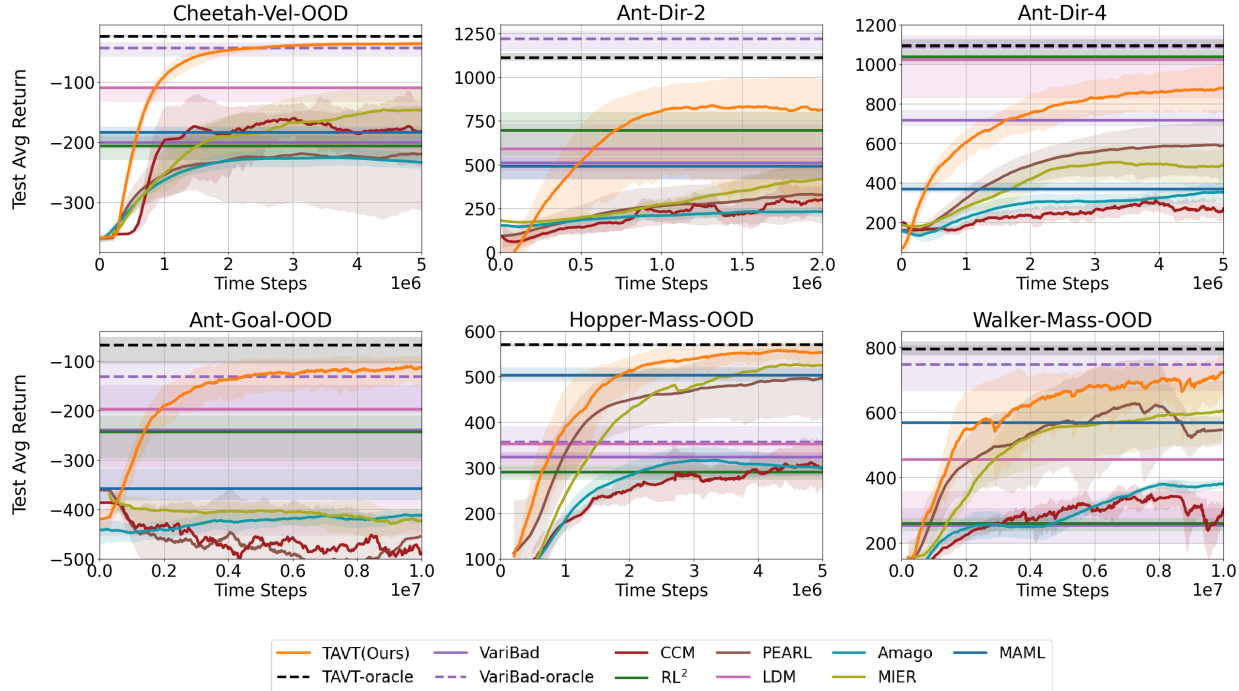 Cheetah-Vel-OOD
Ant-Dir-2
Ant-Dir-4
Test Avg Return
−100
−200
−300
0 1 2 3 4 5
Time Steps
1e6
1250
1000
750
500
250
0
0.0 0.5 1.0 1.5 2.0
Time Steps
1e6
1200
1000
800
600
400
200
0 1 2 3 4 5
Time Steps
1e6
Ant-Goal-OOD
Hopper-Mass-OOD
Walker-Mass-OOD
Test Avg Return
−100
−200
−300
−400
−500
0.0 0.2 0.4 0.6 0.8 1.0
Time Steps
1e7
600
500
400
300
200
100
0 1 2 3 4 5
Time Steps
1e6
800
600
400
200
0.0 0.2 0.4 0.6 0.8 1.0
Time Steps
1e7
TAVT(Ours) VariBad CCM PEARL Amago MAML
TAVT-oracle VariBad-oracle RL² LDM MIER